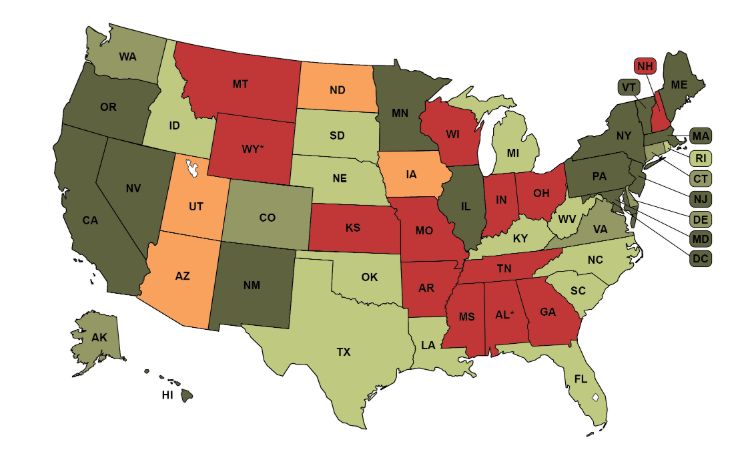 WA
MT
ND
MN
NH
VT
ME
OR
ID
SD
WI
NY
MA
WY*
MI
RI
CT
NE
IA
PA
NJ
NV
UT
IL
IN
OH
DE
CA
CO
WV
VA
MD
KS
MO
KY
DC
AZ
NM
OK
AR
TN
NC
SC
MS
AL*
GA
AK
TX
LA
FL
HI